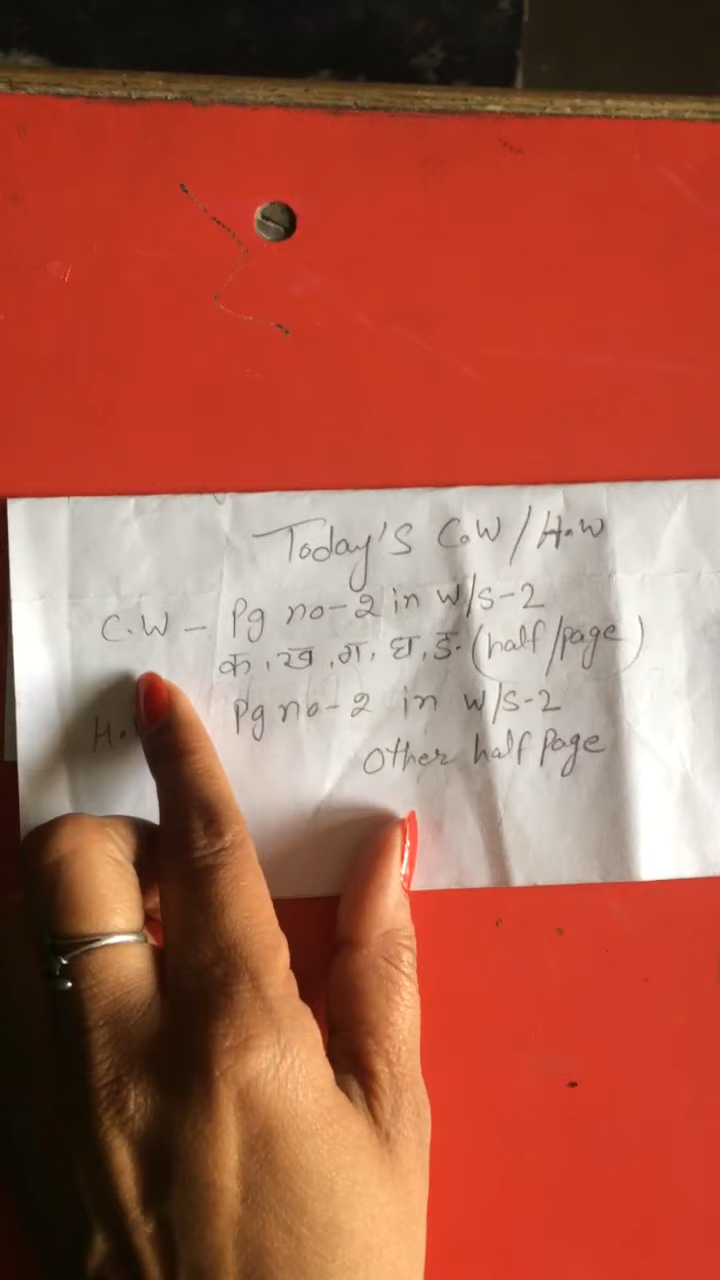 Today's C.W / H.W
C.W - Pg no-2 in W/S-2
क, ख, ग, घ, ङ. (half/page)
H. Pg no-2 in W/S-2
Other half Page